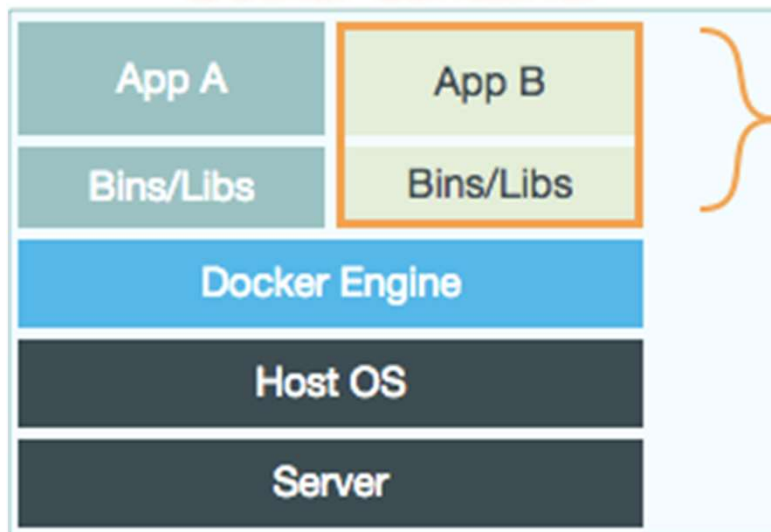 App A
App B
Bins/Libs
Bins/Libs
Docker Engine
Host OS
Server